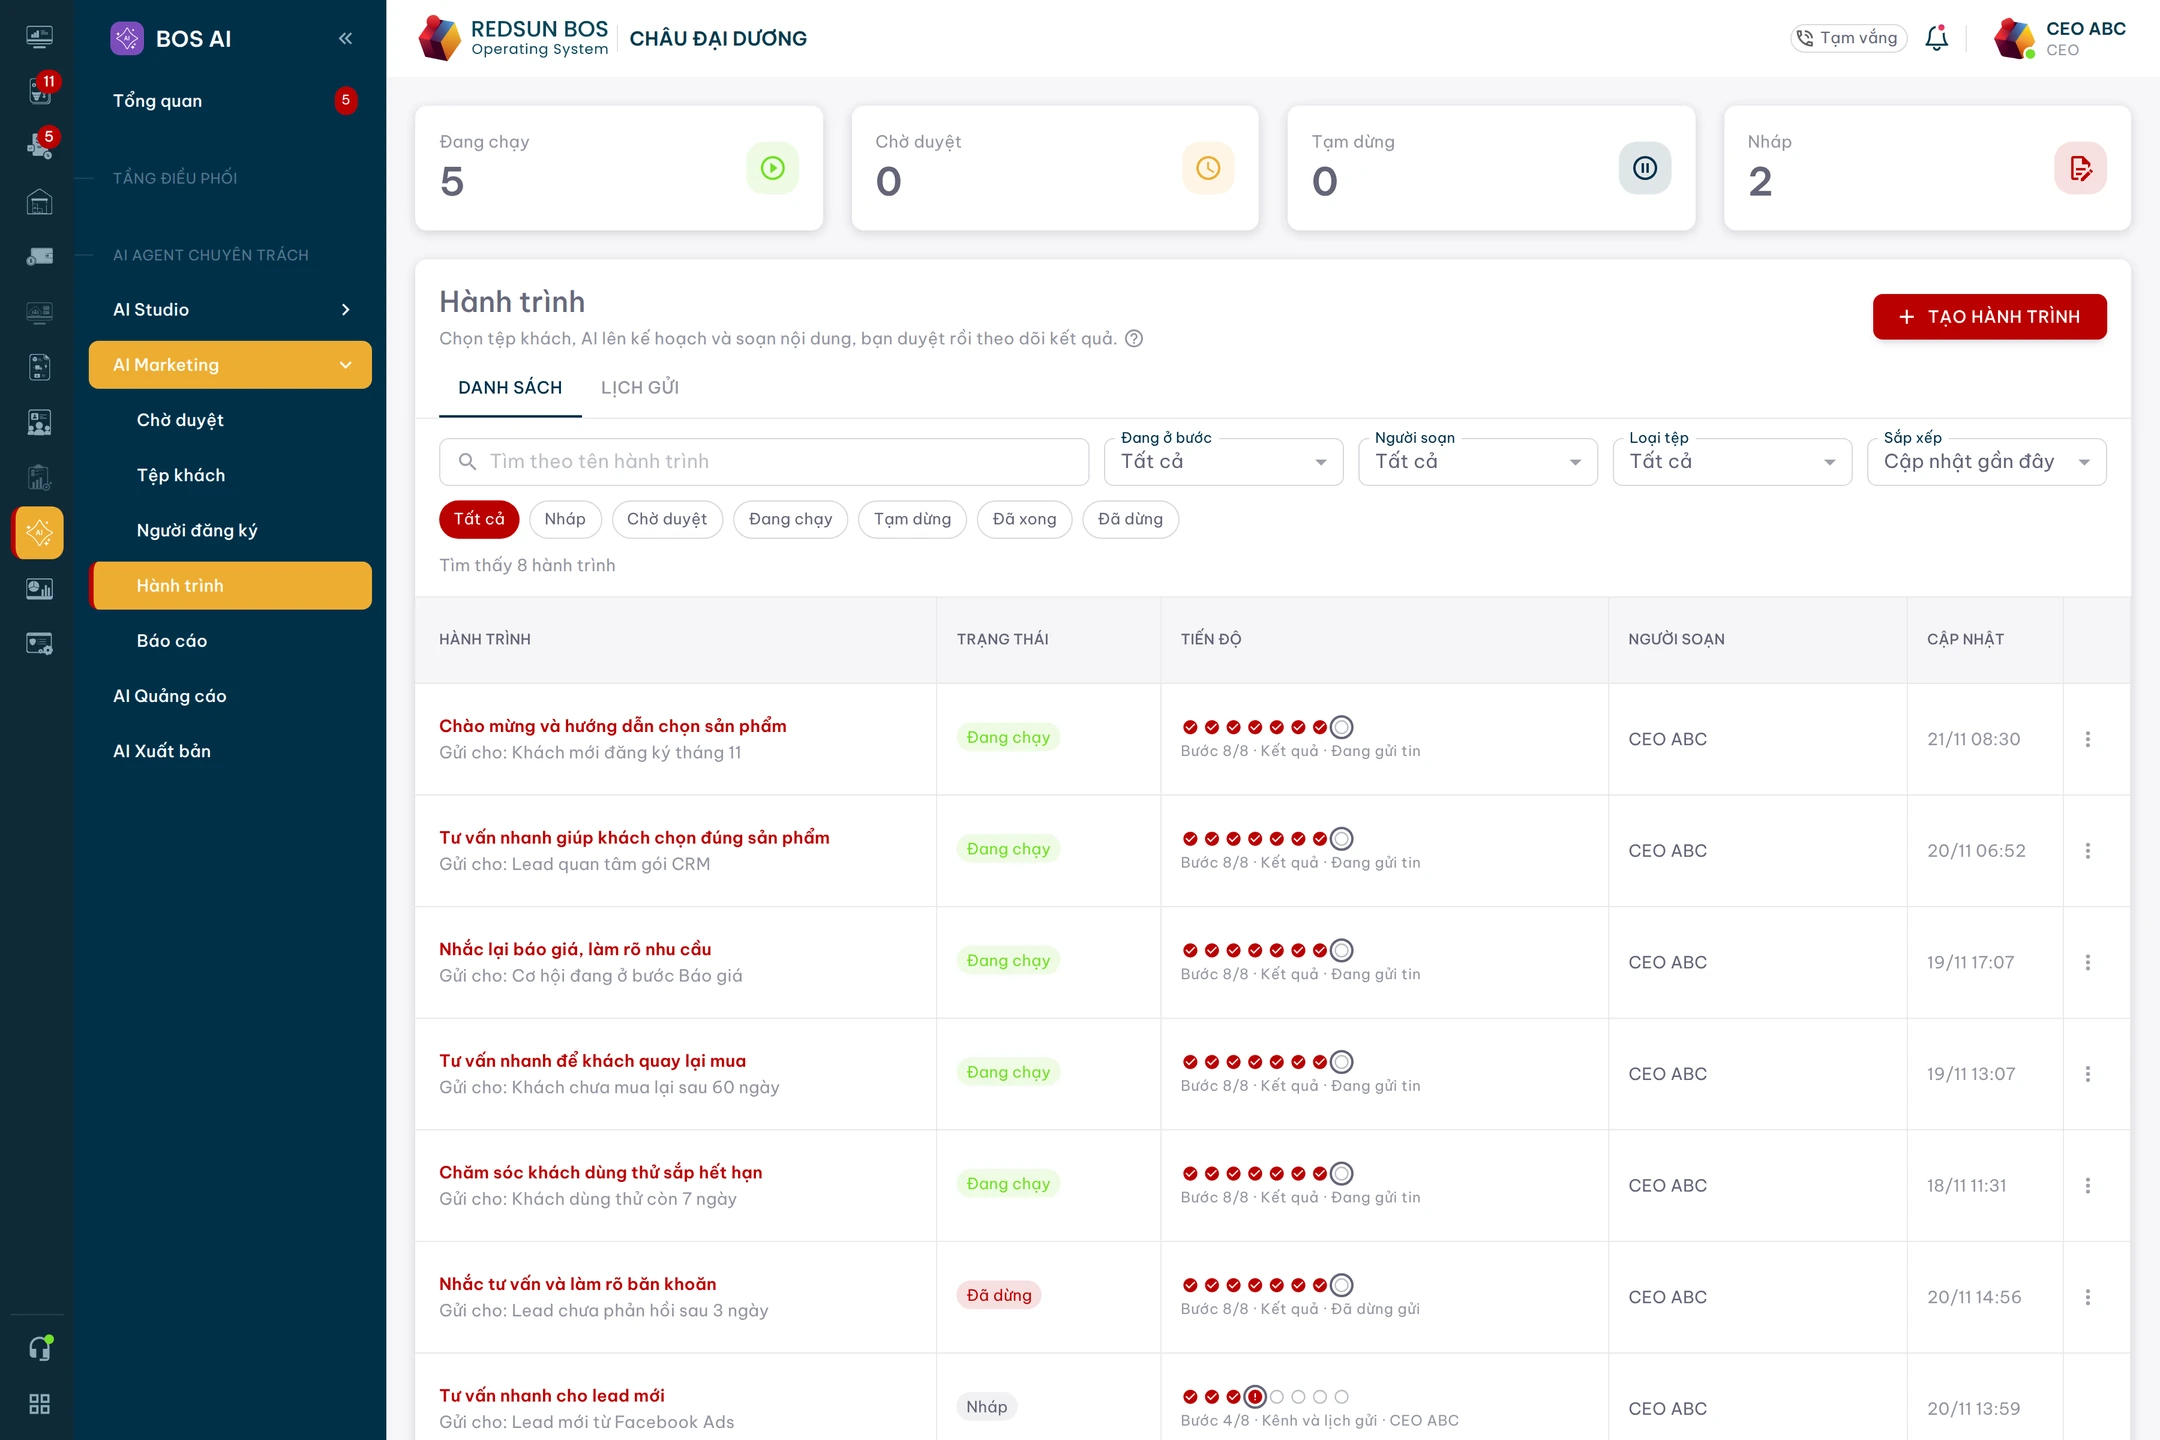 BOS AI
11
5
Tổng quan
5
TẦNG ĐIỀU PHỐI
AI AGENT CHUYÊN TRÁCH
AI Studio
AI Marketing
Chờ duyệt
Tệp khách
Người đăng ký
Hành trình
Báo cáo
AI Quảng cáo
AI Xuất bản
AI
REDSUN BOS
Operating System
CHÂU ĐẠI DƯƠNG
Tạm vắng
CEO ABC
CEO
Đang chạy
5
Chờ duyệt
0
Tạm dừng
0
Nháp
2
Hành trình
Chọn tệp khách, AI lên kế hoạch và soạn nội dung, bạn duyệt rồi theo dõi kết quả.
+ TẠO HÀNH TRÌNH
DANH SÁCH LỊCH GỬI
Tìm theo tên hành trình
Đang ở bước
Tất cả
Người soạn
Tất cả
Loại tệp
Tất cả
Sắp xếp
Cập nhật gần đây
Tất cả Nháp Chờ duyệt Đang chạy Tạm dừng Đã xong Đã dừng
Tìm thấy 8 hành trình
HÀNH TRÌNH TRẠNG THÁI TIẾN ĐỘ NGƯỜI SOẠN CẬP NHẬT
Chào mừng và hướng dẫn chọn sản phẩm
Gửi cho: Khách mới đăng ký tháng 11
Đang chạy
Bước 8/8 · Kết quả · Đang gửi tin
CEO ABC
21/11 08:30
Tư vấn nhanh giúp khách chọn đúng sản phẩm
Gửi cho: Lead quan tâm gói CRM
Đang chạy
Bước 8/8 · Kết quả · Đang gửi tin
CEO ABC
20/11 06:52
Nhắc lại báo giá, làm rõ nhu cầu
Gửi cho: Cơ hội đang ở bước Báo giá
Đang chạy
Bước 8/8 · Kết quả · Đang gửi tin
CEO ABC
19/11 17:07
Tư vấn nhanh để khách quay lại mua
Gửi cho: Khách chưa mua lại sau 60 ngày
Đang chạy
Bước 8/8 · Kết quả · Đang gửi tin
CEO ABC
19/11 13:07
Chăm sóc khách dùng thử sắp hết hạn
Gửi cho: Khách dùng thử còn 7 ngày
Đang chạy
Bước 8/8 · Kết quả · Đang gửi tin
CEO ABC
18/11 11:31
Nhắc tư vấn và làm rõ băn khoăn
Gửi cho: Lead chưa phản hồi sau 3 ngày
Đã dừng
Bước 8/8 · Kết quả · Đã dừng gửi
CEO ABC
20/11 14:56
Tư vấn nhanh cho lead mới
Gửi cho: Lead mới từ Facebook Ads
Nháp
Bước 4/8 · Kênh và lịch gửi · CEO ABC
CEO ABC
20/11 13:59